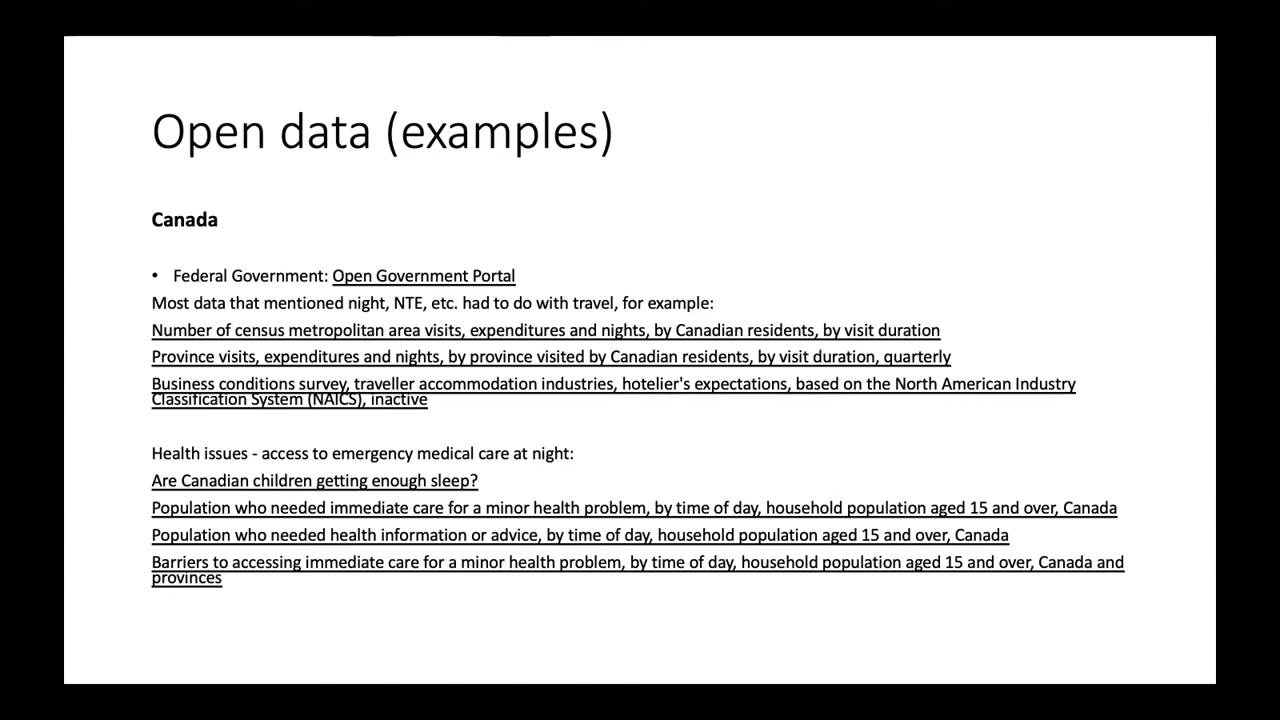 Open data (examples)
Canada
• Federal Government: Open Government Portal
Most data that mentioned night, NTE, etc. had to do with travel, for example:
Number of census metropolitan area visits, expenditures and nights, by Canadian residents, by visit duration
Province visits, expenditures and nights, by province visited by Canadian residents, by visit duration, quarterly
Business conditions survey, traveller accommodation industries, hotelier's expectations, based on the North American Industry
Classification System (NAICS), inactive
Health issues - access to emergency medical care at night:
Are Canadian children getting enough sleep?
Population who needed immediate care for a minor health problem, by time of day, household population aged 15 and over, Canada
Population who needed health information or advice, by time of day, household population aged 15 and over, Canada
Barriers to accessing immediate care for a minor health problem, by time of day, household population aged 15 and over, Canada and
provinces